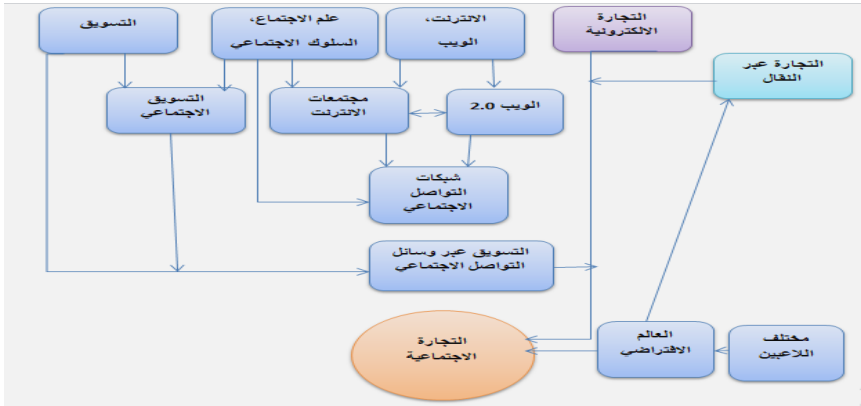 التجارة
الالكترونية
الانترنت،
الويب
علم الاجتماع،
السلوك الاجتماعي
التسويق
التجارة عبر
النقال
الويب 2.0
مجتمعات
الانترنت
التسويق
الاجتماعي
شبكات
التواصل
الاجتماعي
التسويق عبر وسائل
التواصل الاجتماعي
مختلف
اللاعبين
العالم
الافتراضي
التجارة
الاجتماعية